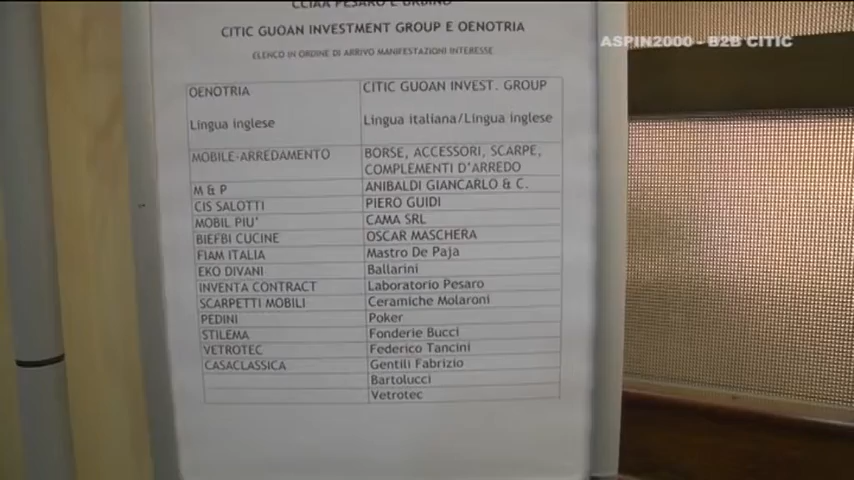 CCIAA PESARO E URBINO
CITIC GUOAN INVESTMENT GROUP E OENOTRIA
ELENCO IN ORDINE DI ARRIVO MANIFESTAZIONI INTERESSE
ASPIN2000 - B2B CITIC
OENOTRIA CITIC GUOAN INVEST. GROUP
Lingua inglese Lingua italiana/Lingua inglese
MOBILE-ARREDAMENTO BORSE, ACCESSORI, SCARPE,
COMPLEMENTI D'ARREDO
M & P ANIBALDI GIANCARLO & C.
CIS SALOTTI PIERO GUIDI
MOBIL PIU' CAMA SRL
BIEFBI CUCINE OSCAR MASCHERA
FIAM ITALIA Mastro De Paja
EKO DIVANI Ballarini
INVENTA CONTRACT Laboratorio Pesaro
SCARPETTI MOBILI Ceramiche Molaroni
PEDINI Poker
STILEMA Fonderie Bucci
VETROTEC Federico Tancini
CASACLASSICA Gentili Fabrizio
Bartolucci
Vetrotec